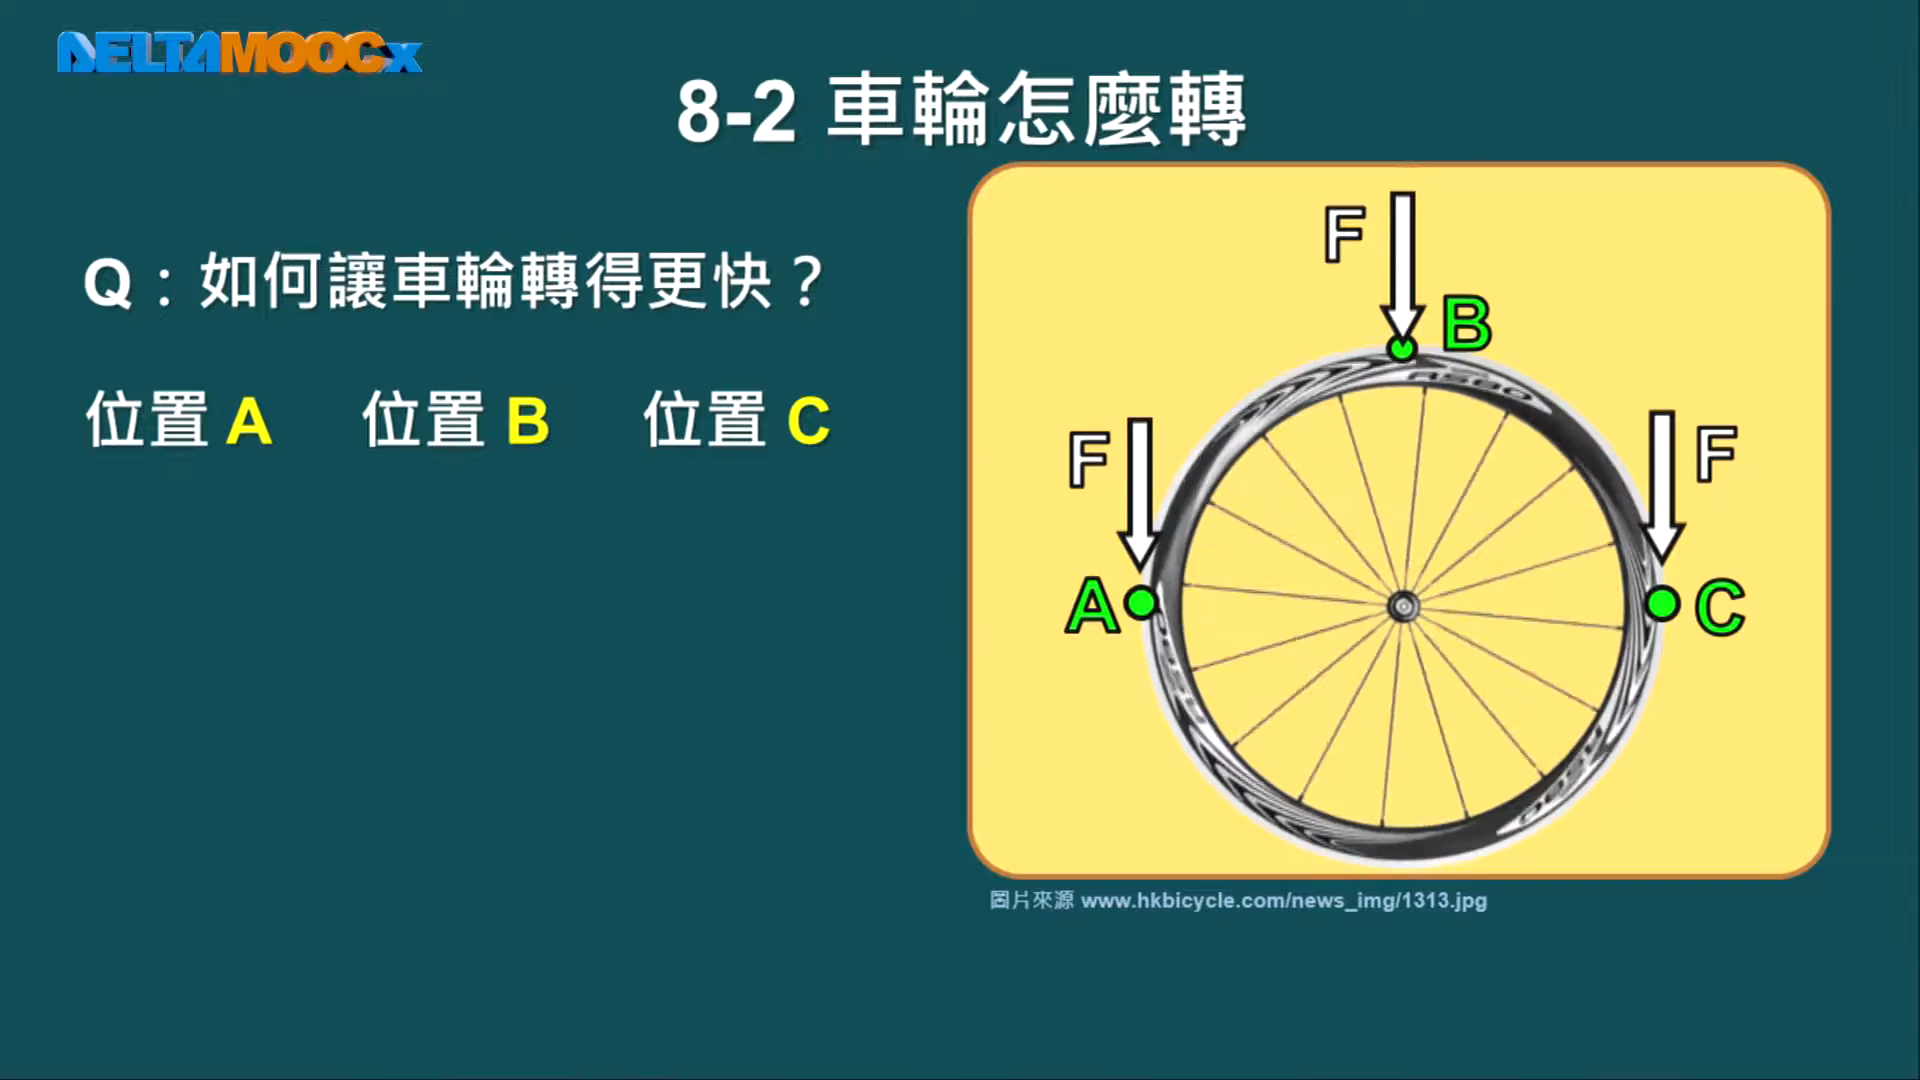 DELTAMOOCx
8-2 車輪怎麼轉
Q：如何讓車輪轉得更快？
位置 A 位置 B 位置 C
F
B
F
F
A
C
圖片來源 www.hkbicycle.com/news_img/1313.jpg